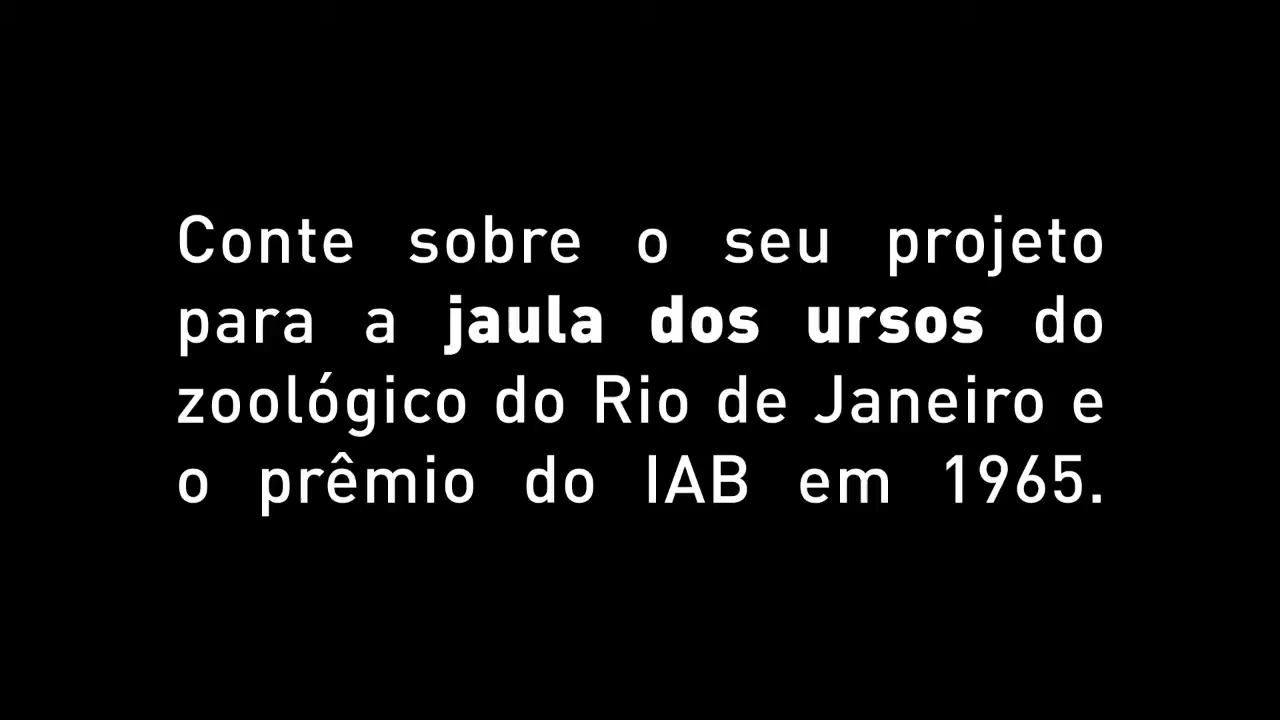 Conte sobre o seu projeto
para a jaula dos ursos do
zoológico do Rio de Janeiro e
o prêmio do IAB em 1965.